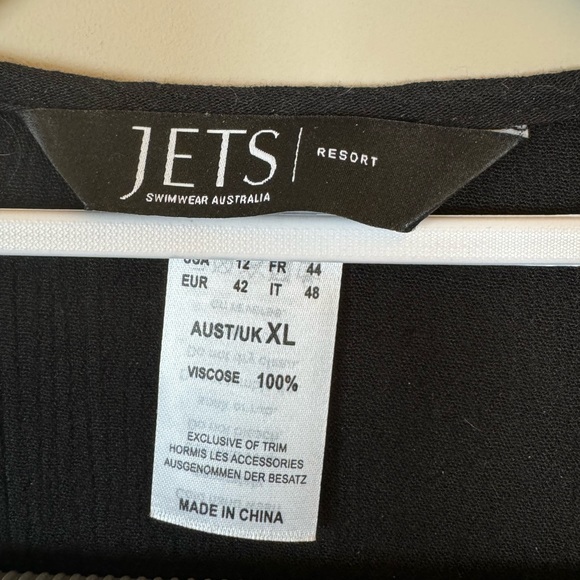 JETS
RESORT
SWIMWEAR AUSTRALIA
USA 12 FR 44
EUR 42 IT 48
AUST/UK XL
VISCOSE 100%
EXCLUSIVE OF TRIM
HORMIS LES ACCESSORIES
AUSGENOMMEN DER BESATZ
MADE IN CHINA